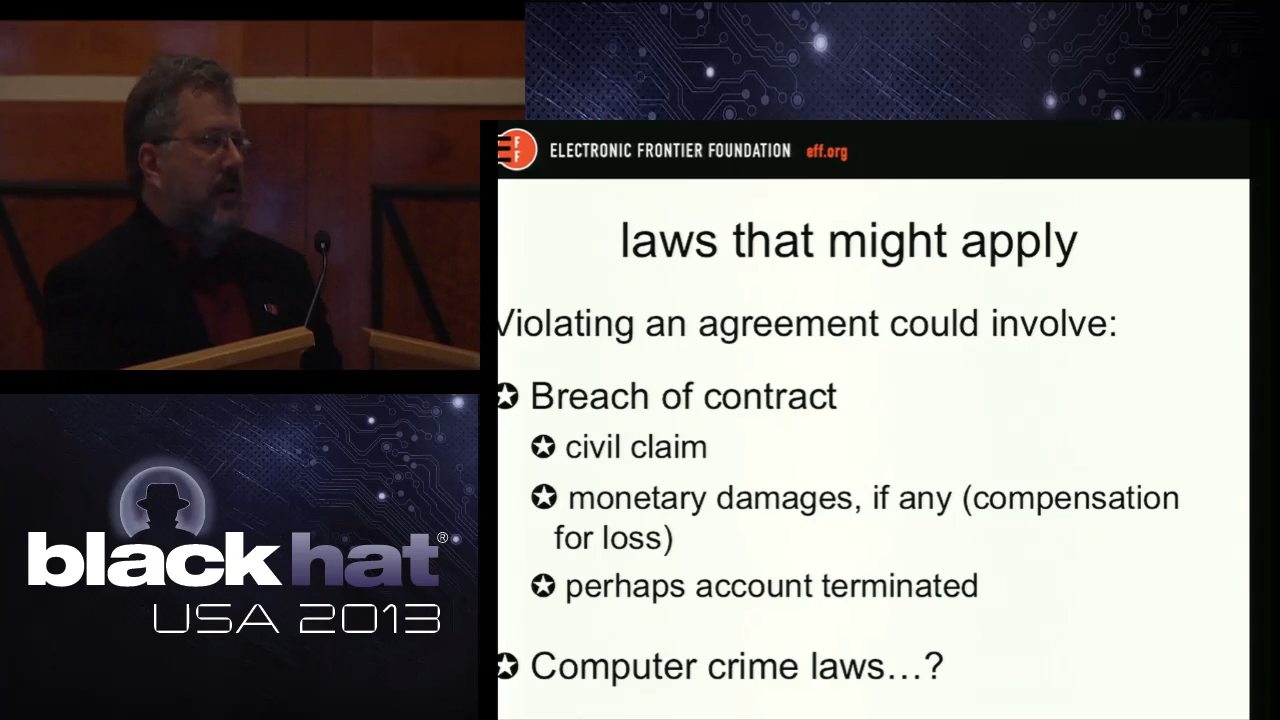 EFF
ELECTRONIC FRONTIER FOUNDATION eff.org
laws that might apply
Violating an agreement could involve:
✪ Breach of contract
✪ civil claim
✪ monetary damages, if any (compensation
for loss)
✪ perhaps account terminated
✪ Computer crime laws…?
black hat®
USA 2013